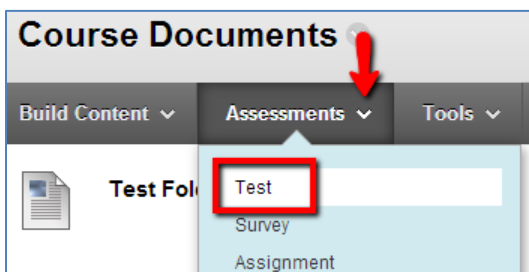 Course Documents
Build Content Assessments Tools
Test Fol
Test
Survey
Assignment